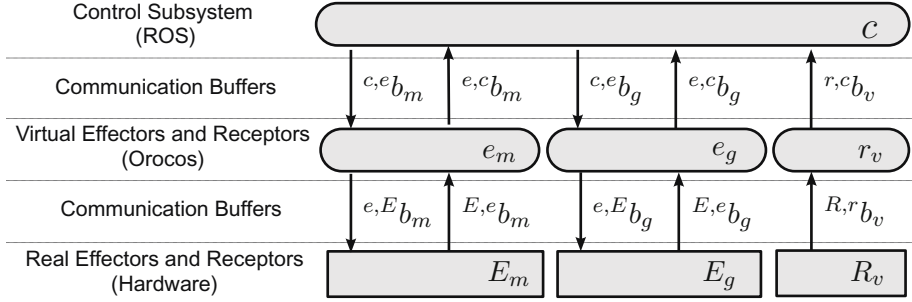 Control Subsystem
(ROS)
c
Communication Buffers
c,e b_m
e,c b_m
c,e b_g
e,c b_g
r,c b_v
Virtual Effectors and Receptors
(Orocos)
e_m
e_g
r_v
Communication Buffers
e,E b_m
E,e b_m
e,E b_g
E,e b_g
R,r b_v
Real Effectors and Receptors
(Hardware)
E_m
E_g
R_v